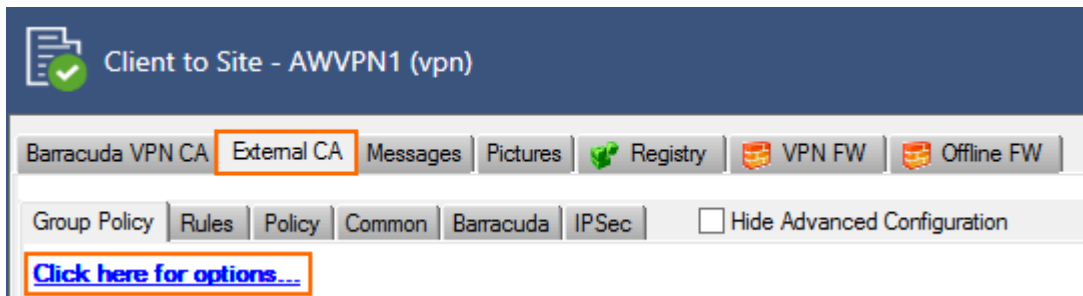 Client to Site - AWVPN1 (vpn)
Barracuda VPN CA External CA Messages Pictures Registry VPN FW Offline FW
Group Policy Rules Policy Common Barracuda IPSec Hide Advanced Configuration
Click here for options...